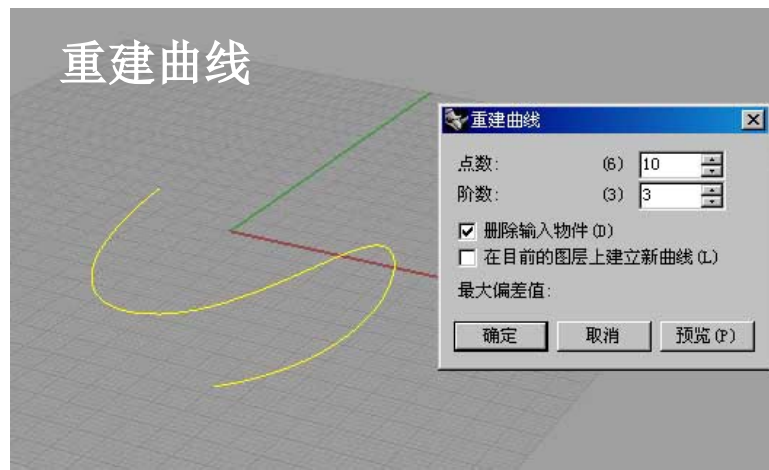 重建曲线
重建曲线
点数: (6) 10
阶数: (3) 3
删除输入物件(D)
在目前的图层上建立新曲线(L)
最大偏差值:
确定 取消 预览(P)